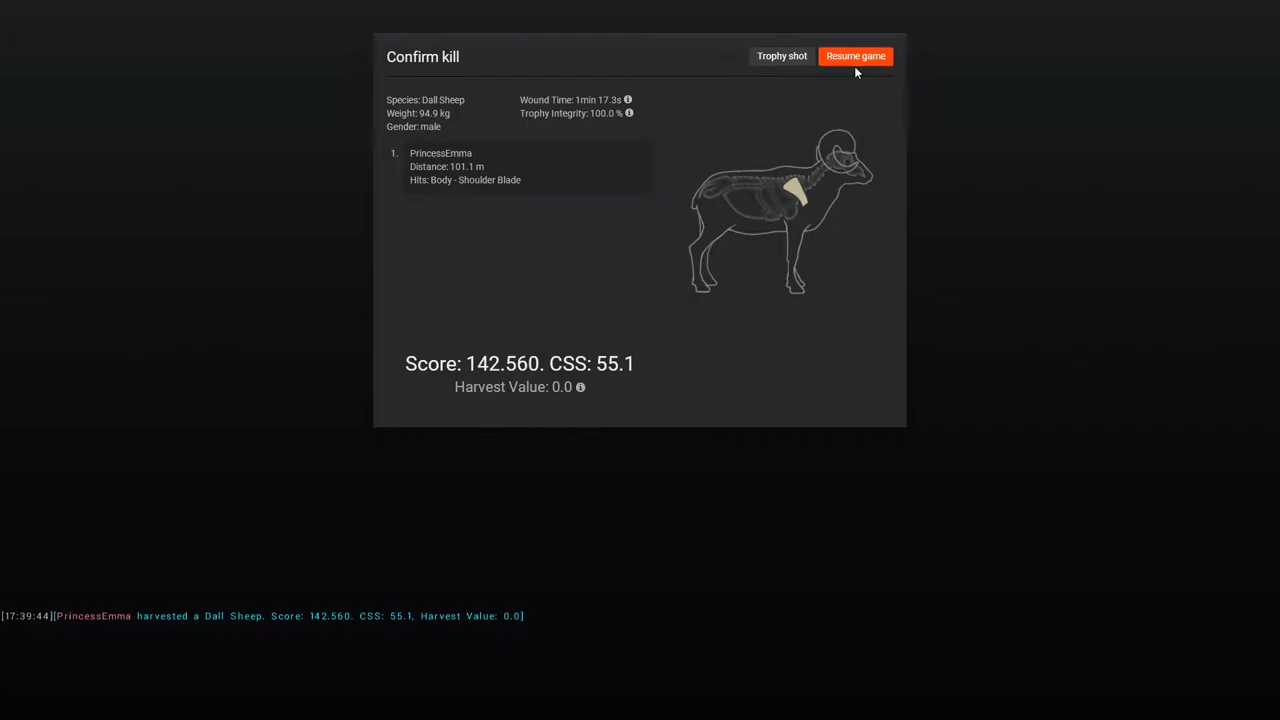 Confirm kill
Trophy shot
Resume game
Species: Dall Sheep
Weight: 94.9 kg
Gender: male
Wound Time: 1min 17.3s
Trophy Integrity: 100.0 %
1. PrincessEmma
Distance: 101.1 m
Hits: Body - Shoulder Blade
Score: 142.560. CSS: 55.1
Harvest Value: 0.0
[17:39:44][PrincessEmma harvested a Dall Sheep. Score: 142.560. CSS: 55.1, Harvest Value: 0.0]